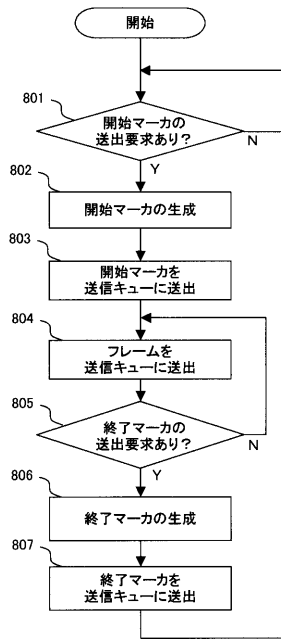 開始
801
開始マーカの
送出要求あり?
N
Y
802
開始マーカの生成
803
開始マーカを
送信キューに送出
804
フレームを
送信キューに送出
805
終了マーカの
送出要求あり?
N
Y
806
終了マーカの生成
807
終了マーカを
送信キューに送出